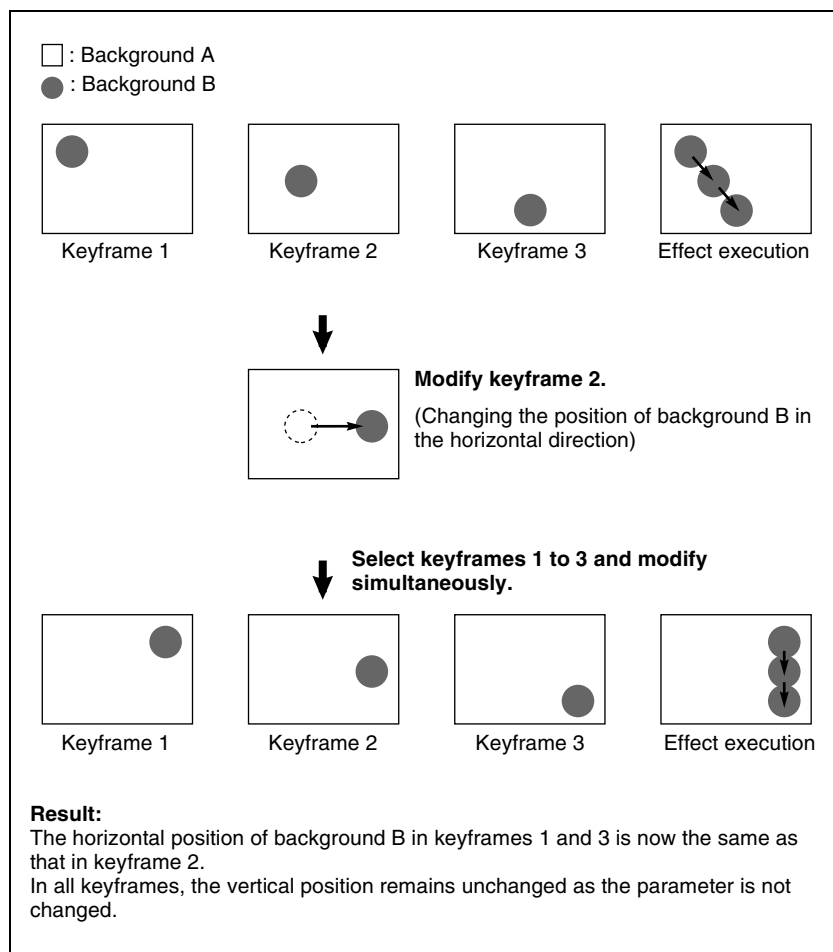 : Background A
: Background B
Keyframe 1
Keyframe 2
Keyframe 3
Effect execution
Modify keyframe 2.
(Changing the position of background B in
the horizontal direction)
Select keyframes 1 to 3 and modify
simultaneously.
Keyframe 1
Keyframe 2
Keyframe 3
Effect execution
Result:
The horizontal position of background B in keyframes 1 and 3 is now the same as
that in keyframe 2.
In all keyframes, the vertical position remains unchanged as the parameter is not
changed.